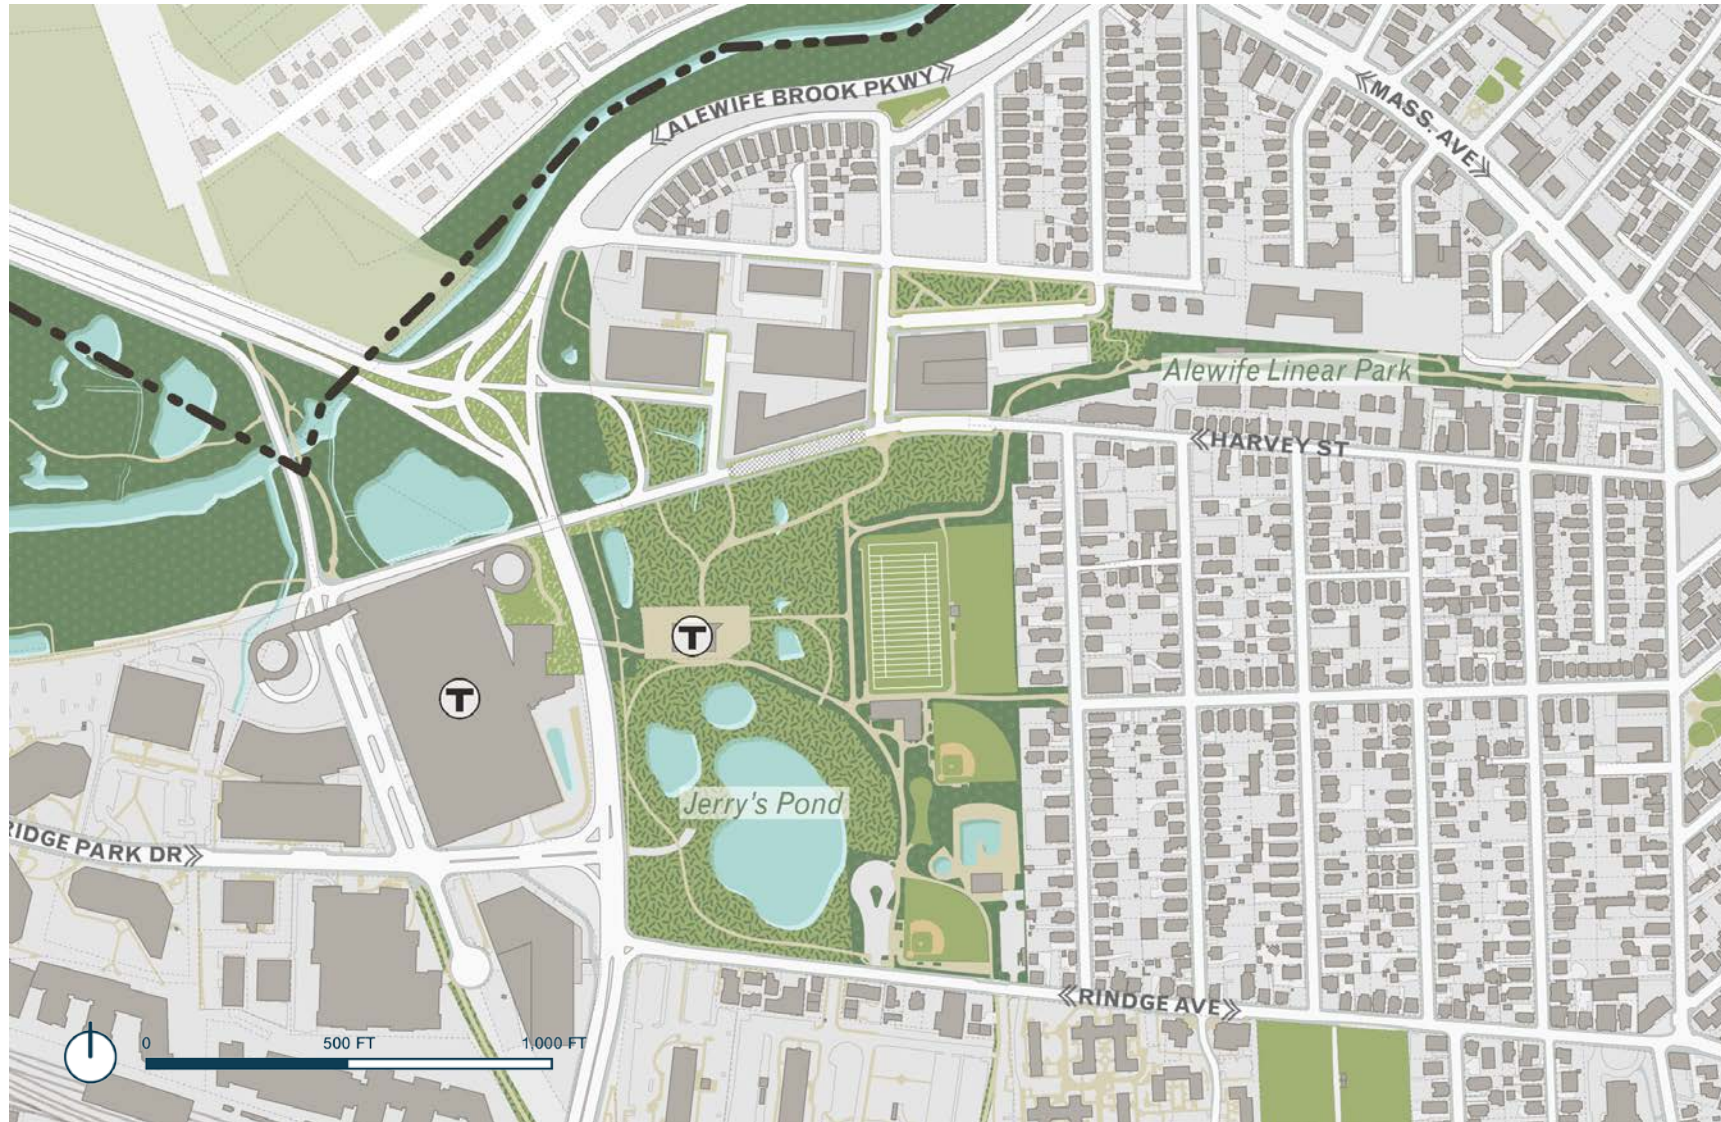 ALEWIFE BROOK PKWY
MASS. AVE
Alewife Linear Park
HARVEY ST
T
T
Jerry's Pond
RIDGE PARK DR
RINDGE AVE
0 500 FT 1,000 FT